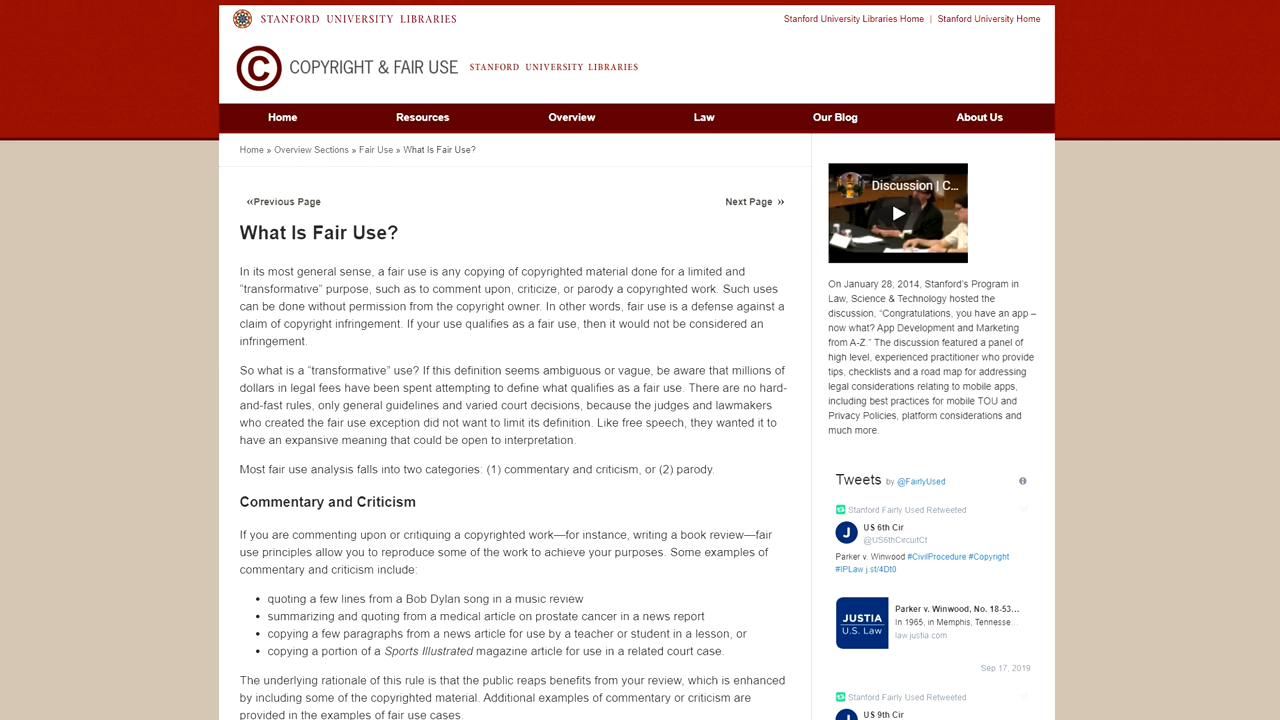 STANFORD UNIVERSITY LIBRARIES
Stanford University Libraries Home | Stanford University Home
© COPYRIGHT & FAIR USE STANFORD UNIVERSITY LIBRARIES
Home Resources Overview Law Our Blog About Us
Home » Overview Sections » Fair Use » What Is Fair Use?
«Previous Page Next Page »
What Is Fair Use?
In its most general sense, a fair use is any copying of copyrighted material done for a limited and
“transformative” purpose, such as to comment upon, criticize, or parody a copyrighted work. Such uses
can be done without permission from the copyright owner. In other words, fair use is a defense against a
claim of copyright infringement. If your use qualifies as a fair use, then it would not be considered an
infringement.
So what is a “transformative” use? If this definition seems ambiguous or vague, be aware that millions of
dollars in legal fees have been spent attempting to define what qualifies as a fair use. There are no hard-
and-fast rules, only general guidelines and varied court decisions, because the judges and lawmakers
who created the fair use exception did not want to limit its definition. Like free speech, they wanted it to
have an expansive meaning that could be open to interpretation.
Most fair use analysis falls into two categories: (1) commentary and criticism, or (2) parody.
Commentary and Criticism
If you are commenting upon or critiquing a copyrighted work—for instance, writing a book review—fair
use principles allow you to reproduce some of the work to achieve your purposes. Some examples of
commentary and criticism include:
• quoting a few lines from a Bob Dylan song in a music review
• summarizing and quoting from a medical article on prostate cancer in a news report
• copying a few paragraphs from a news article for use by a teacher or student in a lesson, or
• copying a portion of a Sports Illustrated magazine article for use in a related court case.
The underlying rationale of this rule is that the public reaps benefits from your review, which is enhanced
by including some of the copyrighted material. Additional examples of commentary or criticism are
provided in the examples of fair use cases.
Discussion | C...
On January 28, 2014, Stanford’s Program in
Law, Science & Technology hosted the
discussion, “Congratulations, you have an app –
now what? App Development and Marketing
from A-Z.” The discussion featured a panel of
high level, experienced practitioner who provide
tips, checklists and a road map for addressing
legal considerations relating to mobile apps,
including best practices for mobile TOU and
Privacy Policies, platform considerations and
much more.
Tweets by @FairlyUsed
Stanford Fairly Used Retweeted
J US 6th Cir
@US6thCircuitCt
Parker v. Winwood #CivilProcedure #Copyright
#IPLaw j.st/4Dt0
JUSTIA
U.S. Law
Parker v. Winwood, No. 18-53...
In 1965, in Memphis, Tennesse...
law.justia.com
Sep 17, 2019
Stanford Fairly Used Retweeted
J US 9th Cir